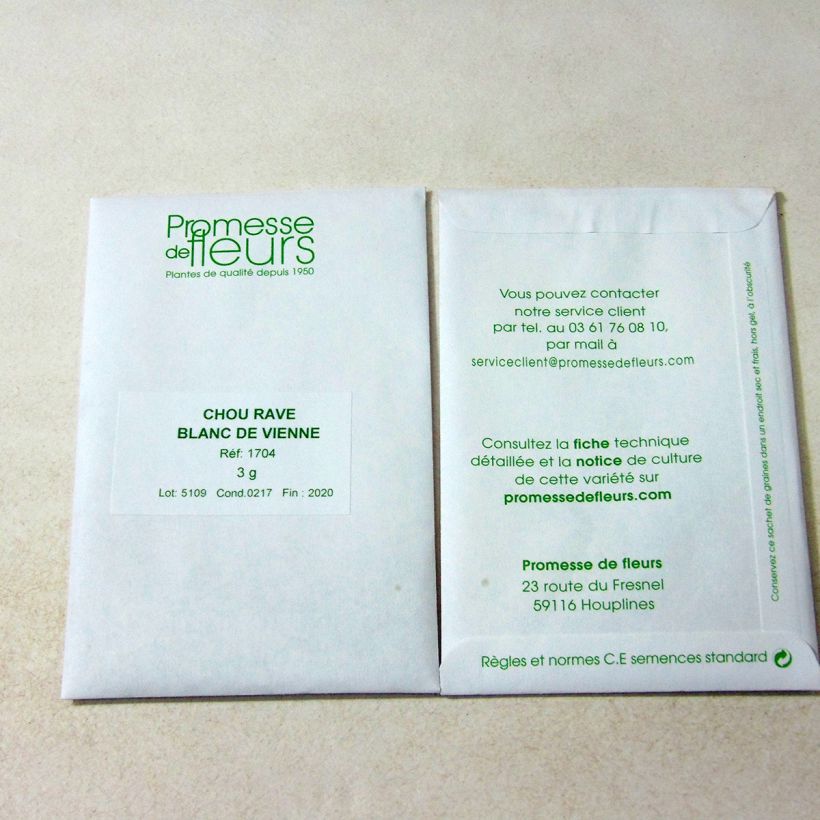 Promesse
de fleurs
Plantes de qualité depuis 1950
CHOU RAVE
BLANC DE VIENNE
Réf: 1704
3 g
Lot: 5109 Cond.0217 Fin : 2020
Vous pouvez contacter
notre service client
par tel. au 03 61 76 08 10,
par mail à
serviceclient@promessedefleurs.com
Consultez la fiche technique
détaillée et la notice de culture
de cette variété sur
promessedefleurs.com
Promesse de fleurs
23 route du Fresnel
59116 Houplines
Règles et normes C.E semences standard
Conservez ce sachet de graines dans un endroit sec et frais, hors gel, à l'obscurité